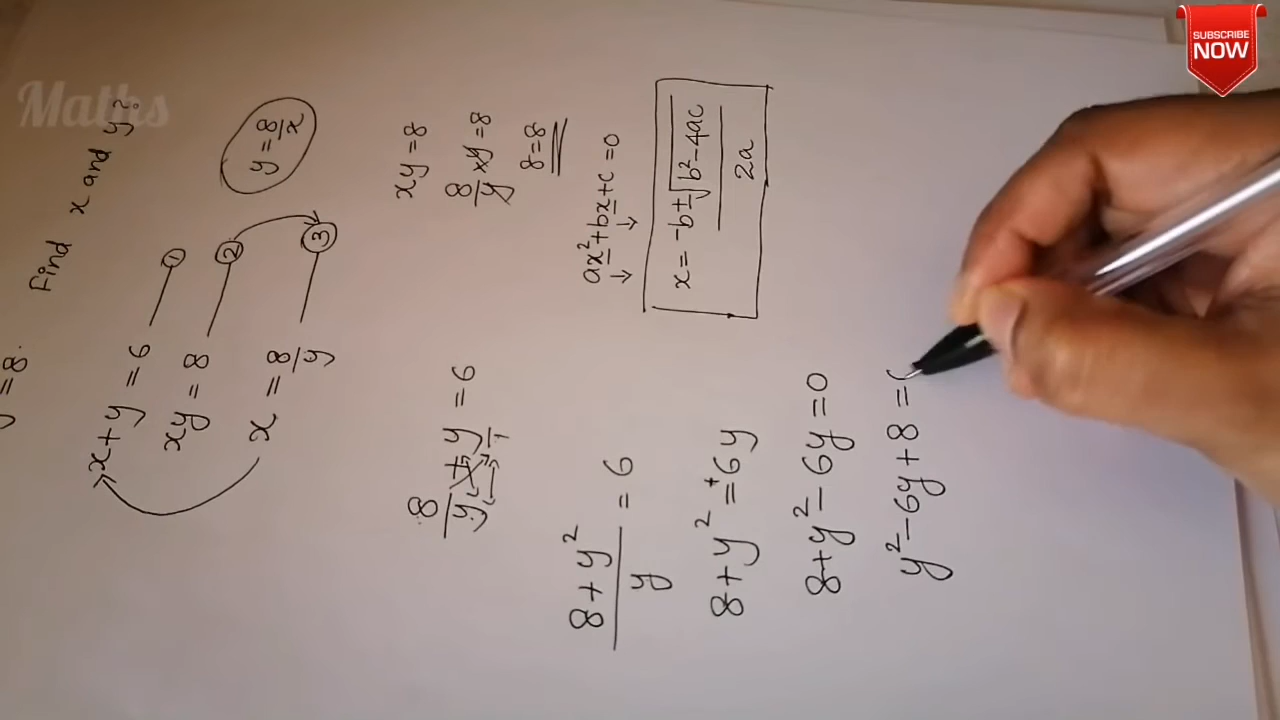 SUBSCRIBE
NOW
Maths
y = 8.
Find x and y?
x + y = 6 — ①
xy = 8 — ②
x = 8/y — ③
y = 8/x
8/y + y/1 = 6
(8 + y²)/y = 6
8 + y² = 6y
8 + y² - 6y = 0
y² - 6y + 8 =
xy = 8
8/y × y = 8
8 = 8
ax² + bx + c = 0
x = (-b ± √(b² - 4ac))/2a